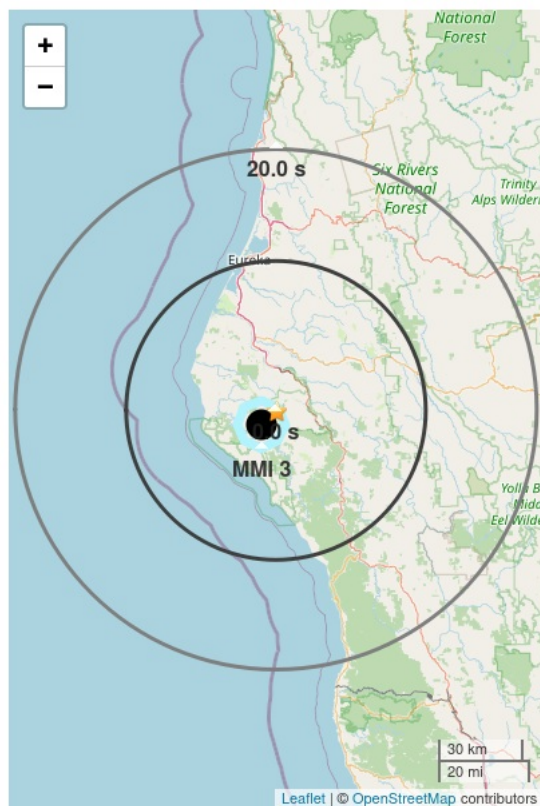 +
−
National
Forest
20.0 s
Six Rivers
National
Forest
Trinity
Alps Wilder
Eureka
0.0 s
MMI 3
Yolla B
Midd
Eel Wilde
30 km
20 mi
Leaflet | © OpenStreetMap contributors